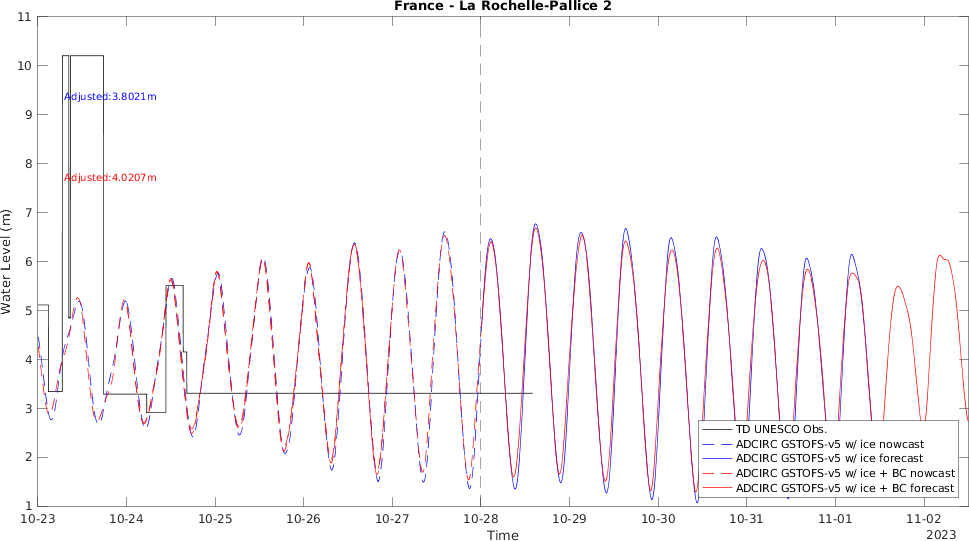 France - La Rochelle-Pallice 2
11
10
9
8
7
6
5
4
3
2
1
Water Level (m)
Adjusted:3.8021m
Adjusted:4.0207m
TD UNESCO Obs.
ADCIRC GSTOFS-v5 w/ ice nowcast
ADCIRC GSTOFS-v5 w/ ice forecast
ADCIRC GSTOFS-v5 w/ ice + BC nowcast
ADCIRC GSTOFS-v5 w/ ice + BC forecast
10-23 10-24 10-25 10-26 10-27 10-28 10-29 10-30 10-31 11-01 11-02
Time
2023